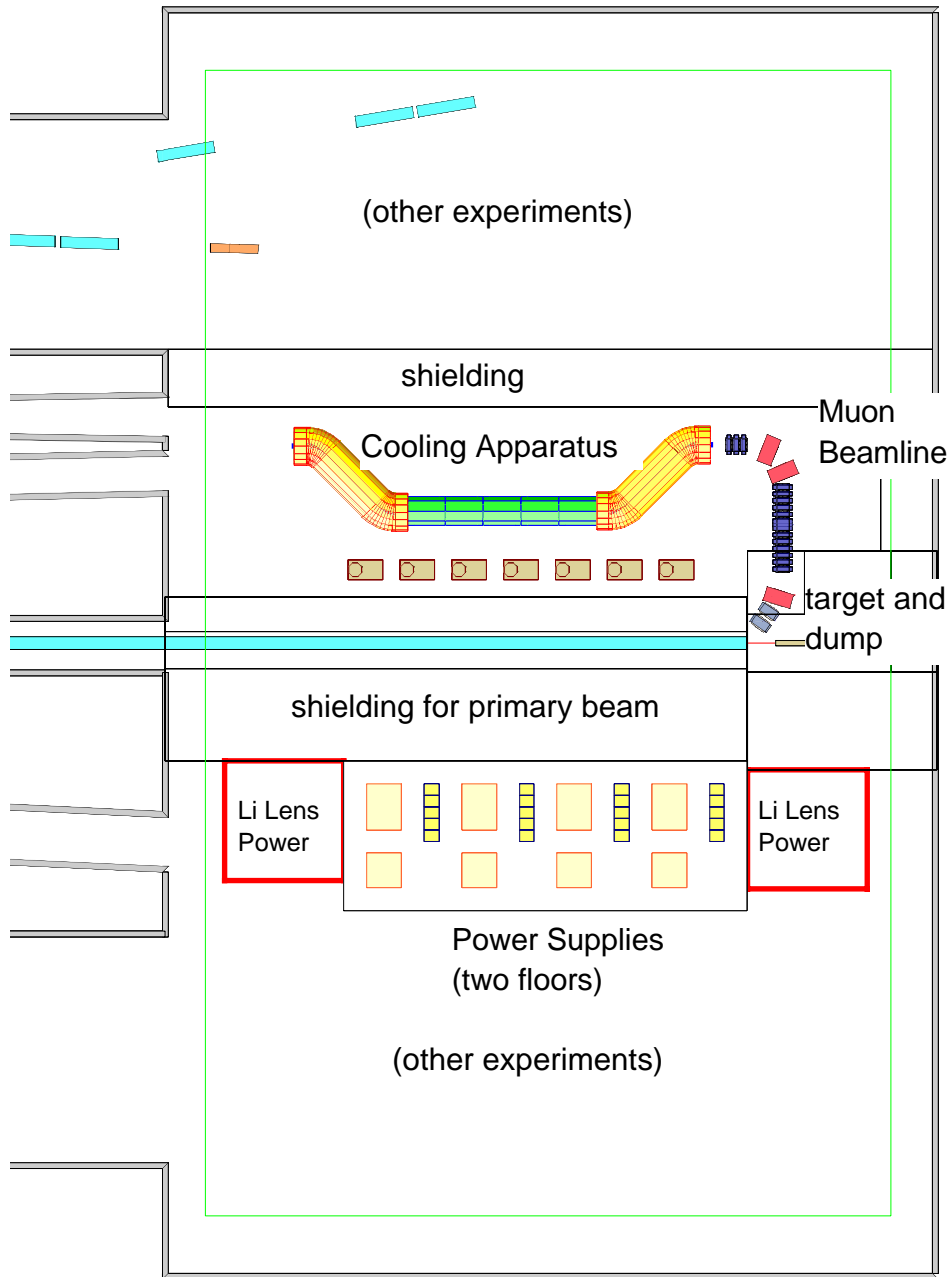 (other experiments)
shielding
Muon
Beamline
Cooling Apparatus
target and
dump
shielding for primary beam
Li Lens
Power
Li Lens
Power
Power Supplies
(two floors)
(other experiments)